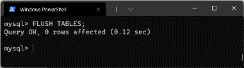 Windows PowerShell
mysql> FLUSH TABLES;
Query OK, 0 rows affected (0.12 sec)
mysql>